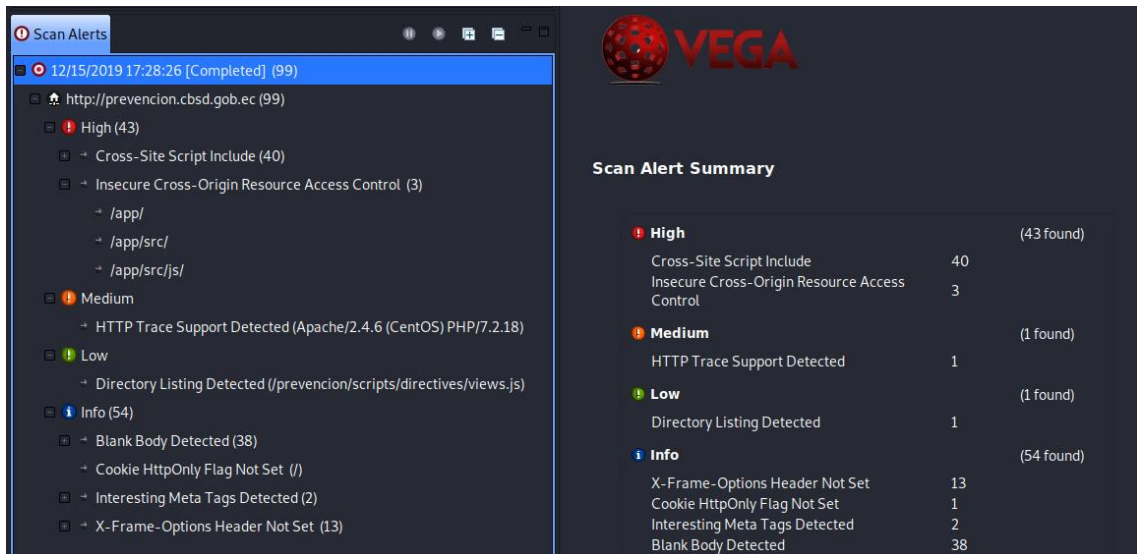 Scan Alerts
12/15/2019 17:28:26 [Completed] (99)
http://prevencion.cbsd.gob.ec (99)
High (43)
Cross-Site Script Include (40)
Insecure Cross-Origin Resource Access Control (3)
/app/
/app/src/
/app/src/js/
Medium
HTTP Trace Support Detected (Apache/2.4.6 (CentOS) PHP/7.2.18)
Low
Directory Listing Detected (/prevencion/scripts/directives/views.js)
Info (54)
Blank Body Detected (38)
Cookie HttpOnly Flag Not Set (/)
Interesting Meta Tags Detected (2)
X-Frame-Options Header Not Set (13)
VEGA
Scan Alert Summary
High (43 found)
Cross-Site Script Include 40
Insecure Cross-Origin Resource Access
Control 3
Medium (1 found)
HTTP Trace Support Detected 1
Low (1 found)
Directory Listing Detected 1
Info (54 found)
X-Frame-Options Header Not Set 13
Cookie HttpOnly Flag Not Set 1
Interesting Meta Tags Detected 2
Blank Body Detected 38